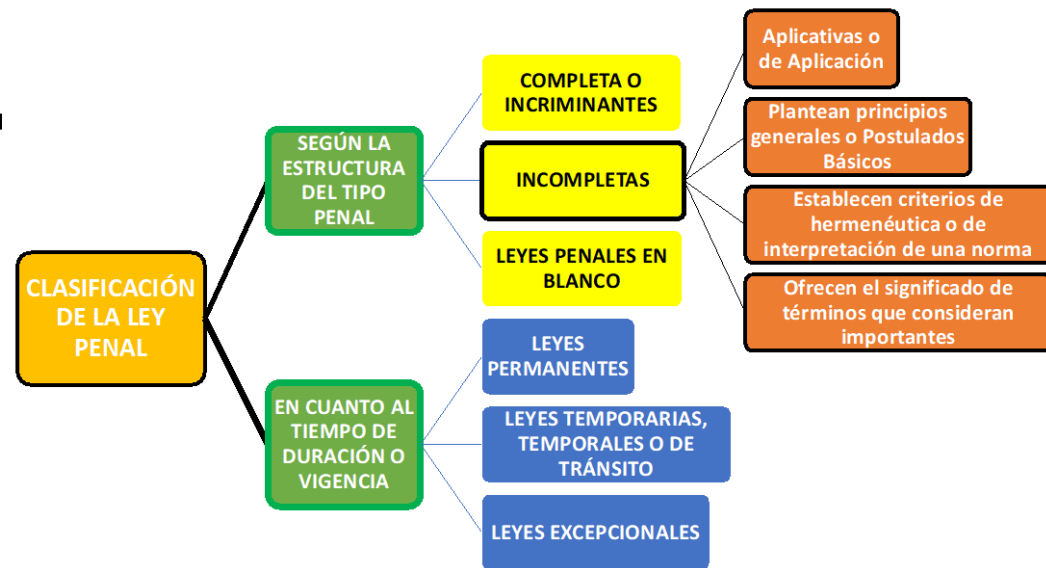 CLASIFICACIÓN
DE LA LEY
PENAL
SEGÚN LA
ESTRUCTURA
DEL TIPO
PENAL
COMPLETA O
INCRIMINANTES
INCOMPLETAS
Aplicativas o
de Aplicación
Plantean principios
generales o Postulados
Básicos
Establecen criterios de
hermenéutica o de
interpretación de una norma
Ofrecen el significado de
términos que consideran
importantes
LEYES PENALES EN
BLANCO
EN CUANTO AL
TIEMPO DE
DURACIÓN O
VIGENCIA
LEYES
PERMANENTES
LEYES TEMPORARIAS,
TEMPORALES O DE
TRÁNSITO
LEYES EXCEPCIONALES